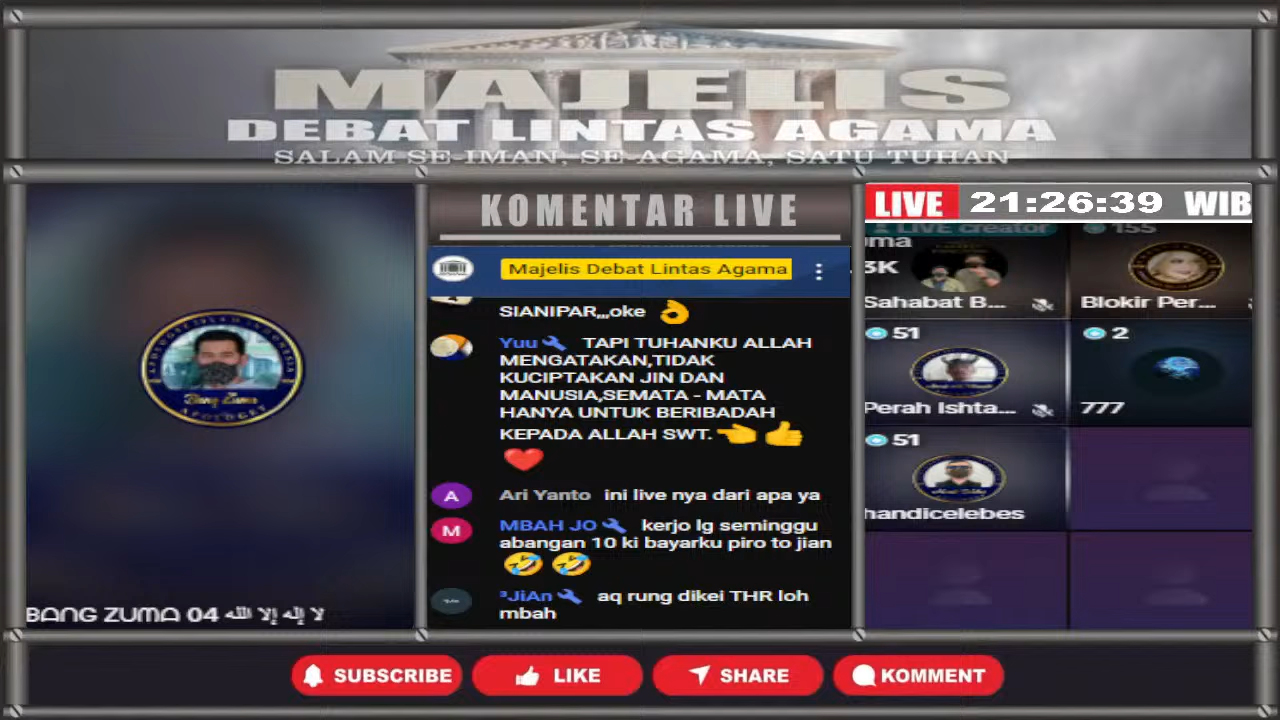 MAJELIS
DEBAT LINTAS AGAMA
SALAM SE-IMAN, SE-AGAMA, SATU TUHAN
BANG ZUMA 04 لا إله إلا الله
KOMENTAR LIVE
Majelis Debat Lintas Agama
SIANIPAR,,,oke 👌
Yuu TAPI TUHANKU ALLAH
MENGATAKAN,TIDAK
KUCIPTAKAN JIN DAN
MANUSIA,SEMATA - MATA
HANYA UNTUK BERIBADAH
KEPADA ALLAH SWT. 👈 👍
❤️
A Ari Yanto ini live nya dari apa ya
M MBAH JO kerjo lg seminggu
abangan 10 ki bayarku piro to jian
🤣 🤣
³JiAn aq rung dikei THR loh
mbah
LIVE 21:26:39 WIB
LIVE creator
155
3K
Sahabat B...
Blokir Per...
51
2
Perah Ishta...
777
51
handicelebes
Bang Zuma
APOLOGET
SUBSCRIBE
LIKE
SHARE
KOMMENT